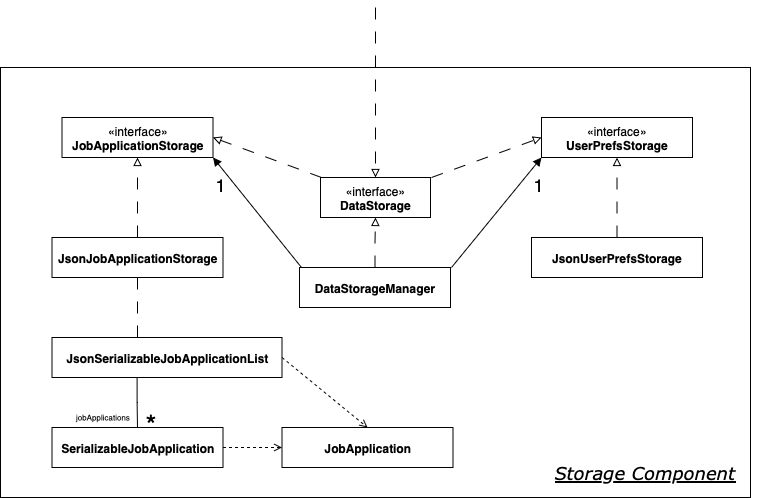 «interface»
JobApplicationStorage
«interface»
UserPrefsStorage
1
1
«interface»
DataStorage
JsonJobApplicationStorage
JsonUserPrefsStorage
DataStorageManager
JsonSerializableJobApplicationList
jobApplications
*
SerializableJobApplication
JobApplication
Storage Component